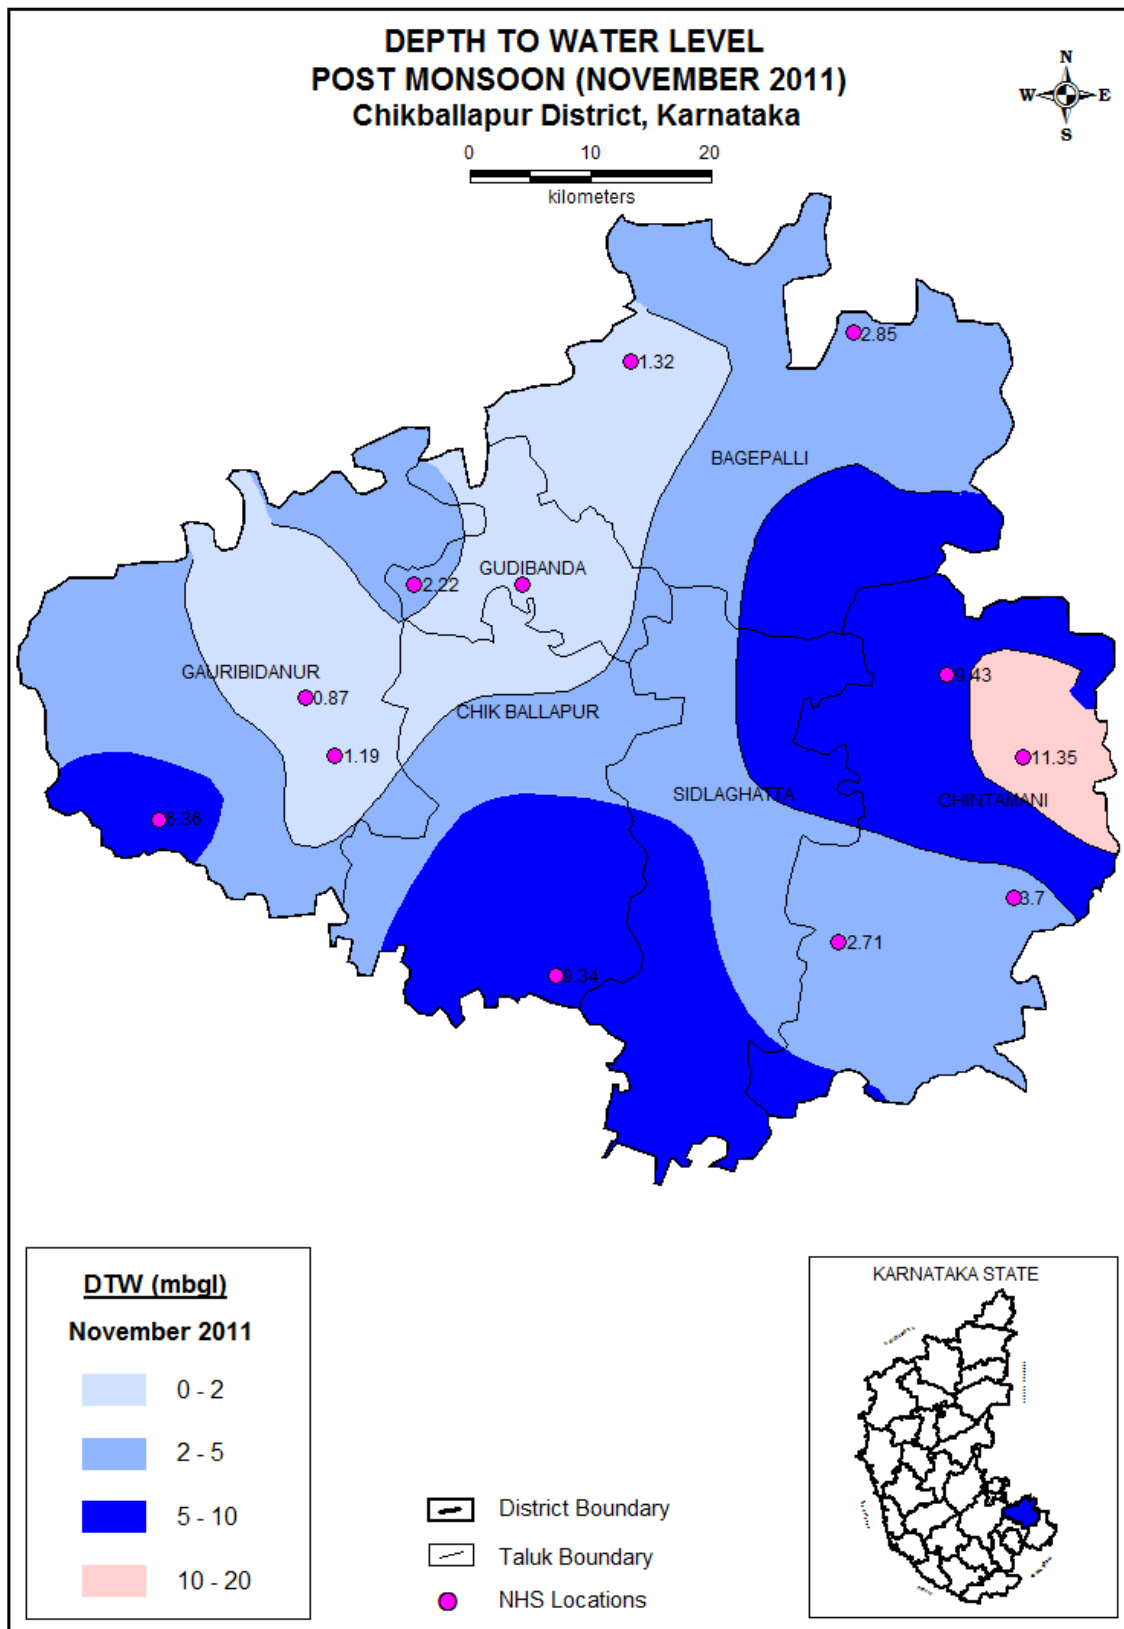 DEPTH TO WATER LEVEL
POST MONSOON (NOVEMBER 2011)
Chikballapur District, Karnataka
N
W E
S
0 10 20
kilometers
2.85
1.32
BAGEPALLI
GUDIBANDA
2.22
GAURIBIDANUR
9.43
0.87
CHIK BALLAPUR
1.19
11.35
SIDLAGHATTA
CHINTAMANI
6.36
3.7
2.71
9.34
DTW (mbgl)
November 2011
0 - 2
2 - 5
5 - 10
10 - 20
District Boundary
Taluk Boundary
NHS Locations
KARNATAKA STATE